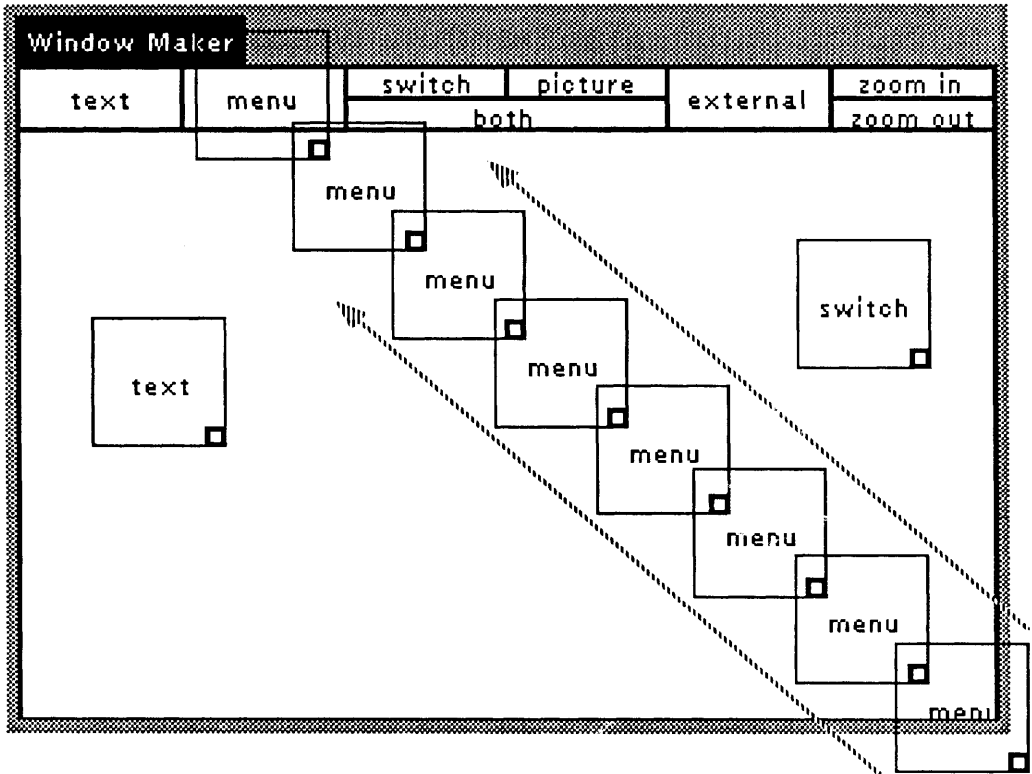 Window Maker
text menu switch picture external zoom in
both zoom out
menu
menu
switch
menu
text
menu
menu
menu
menu